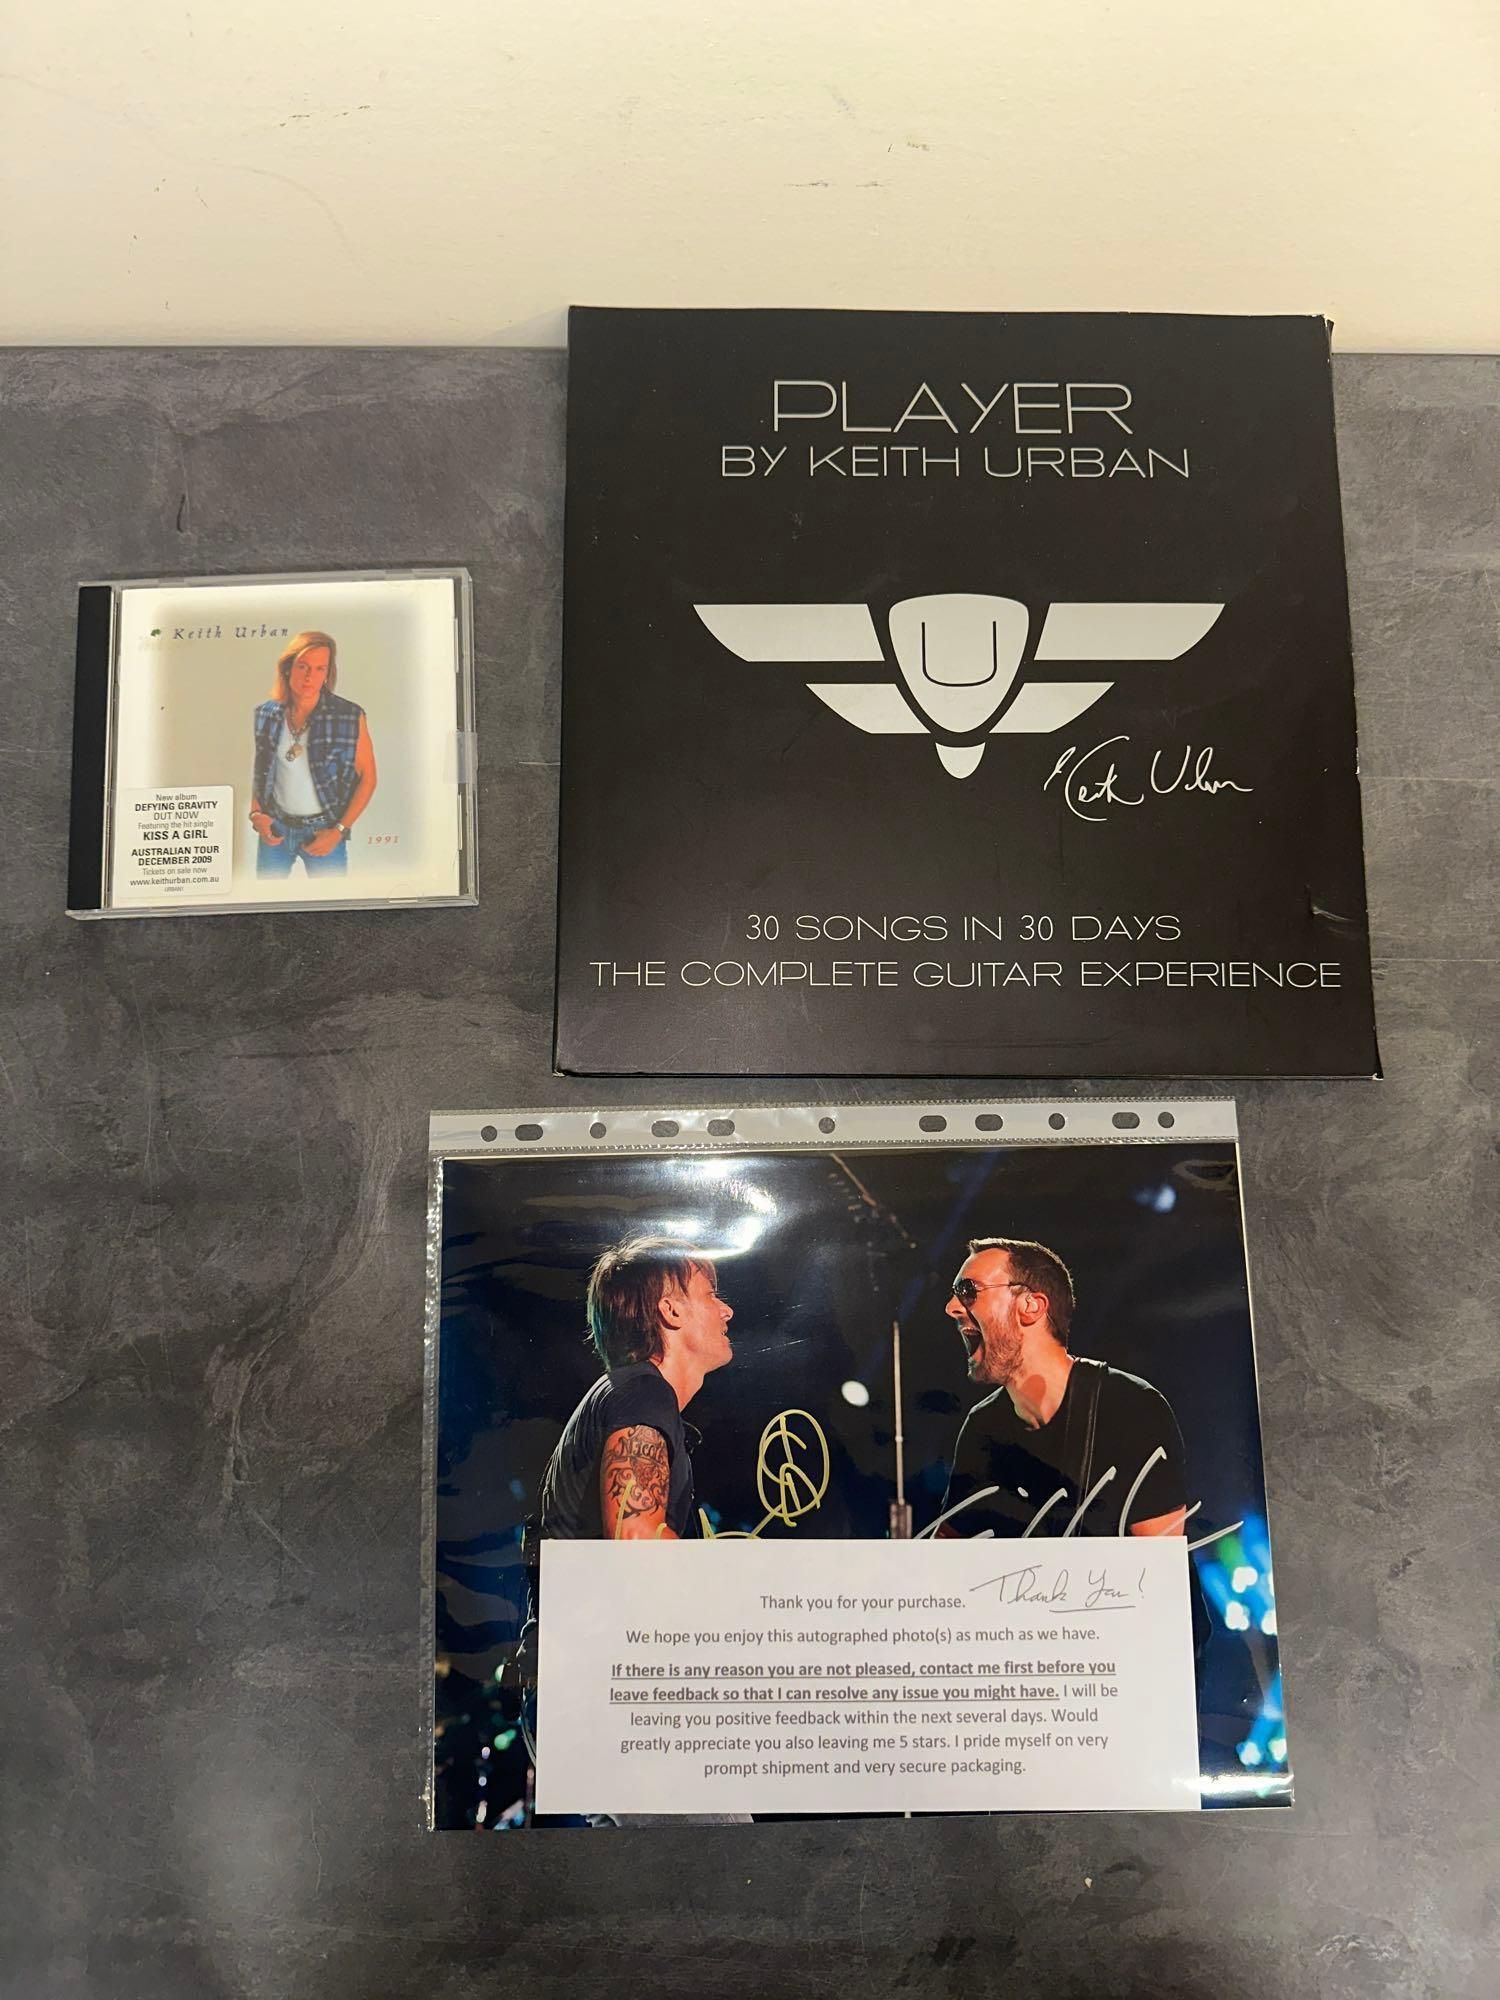 PLAYER
BY KEITH URBAN
U
Keith Urban
30 SONGS IN 30 DAYS
THE COMPLETE GUITAR EXPERIENCE
Keith Urban
1991
New album
DEFYING GRAVITY
OUT NOW
Featuring the hit single
KISS A GIRL
AUSTRALIAN TOUR
DECEMBER 2009
Tickets on sale now
www.keithurban.com.au
URBAN1
Thank you for your purchase. Thank You!
We hope you enjoy this autographed photo(s) as much as we have.
If there is any reason you are not pleased, contact me first before you
leave feedback so that I can resolve any issue you might have. I will be
leaving you positive feedback within the next several days. Would
greatly appreciate you also leaving me 5 stars. I pride myself on very
prompt shipment and very secure packaging.